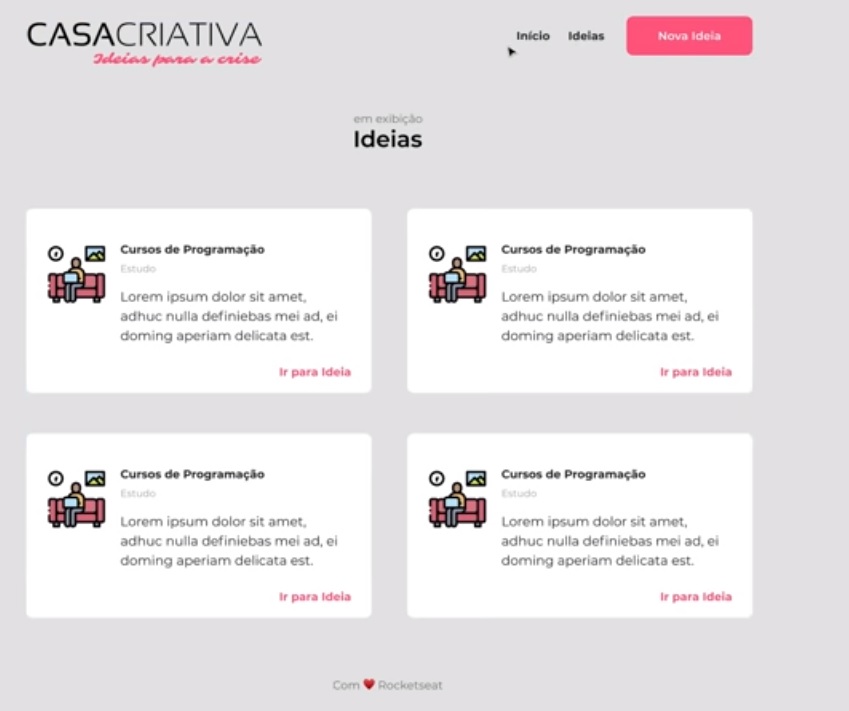 CASACRIATIVA
Ideias para a crise
Início Ideias Nova Ideia
em exibição
Ideias
Cursos de Programação
Estudo
Lorem ipsum dolor sit amet,
adhuc nulla definiebas mei ad, ei
doming aperiam delicata est.
Ir para Ideia
Cursos de Programação
Estudo
Lorem ipsum dolor sit amet,
adhuc nulla definiebas mei ad, ei
doming aperiam delicata est.
Ir para Ideia
Cursos de Programação
Estudo
Lorem ipsum dolor sit amet,
adhuc nulla definiebas mei ad, ei
doming aperiam delicata est.
Ir para Ideia
Cursos de Programação
Estudo
Lorem ipsum dolor sit amet,
adhuc nulla definiebas mei ad, ei
doming aperiam delicata est.
Ir para Ideia
Com ❤️ Rocketseat